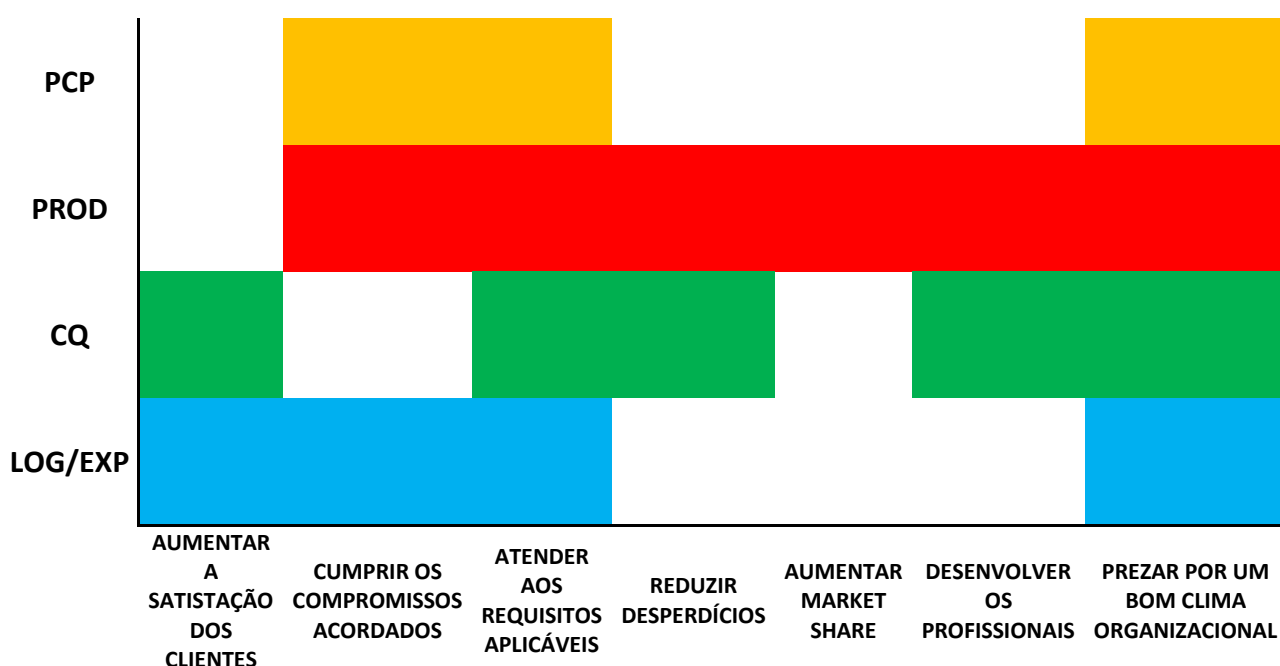 PCP
PROD
CQ
LOG/EXP
AUMENTAR
A
SATISTAÇÃO
DOS
CLIENTES
CUMPRIR OS
COMPROMISSOS
ACORDADOS
ATENDER
AOS
REQUISITOS
APLICÁVEIS
REDUZIR
DESPERDÍCIOS
AUMENTAR
MARKET
SHARE
DESENVOLVER
OS
PROFISSIONAIS
PREZAR POR UM
BOM CLIMA
ORGANIZACIONAL